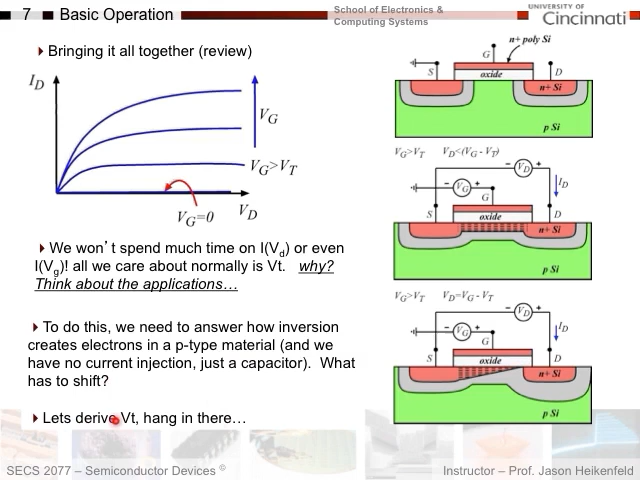 7 Basic Operation
School of Electronics &
Computing Systems
UNIVERSITY OF
Cincinnati
Bringing it all together (review)
I_D
V_G
V_G>V_T
V_G=0
V_D
We won't spend much time on I(V_d) or even
I(V_g)! all we care about normally is Vt. why?
Think about the applications…
To do this, we need to answer how inversion
creates electrons in a p-type material (and we
have no current injection, just a capacitor). What
has to shift?
Lets derive Vt, hang in there…
n+ poly Si
G
S
oxide
D
n+ Si
p Si
V_G>V_T V_D<(V_G - V_T)
− V_D +
− V_G +
I_D
G
S
D
oxide
n+ Si
p Si
V_G>V_T V_D=V_G - V_T
− V_D +
− V_G +
I_D
G
S
D
oxide
n+ Si
p Si
SECS 2077 – Semiconductor Devices ©
Instructor – Prof. Jason Heikenfeld